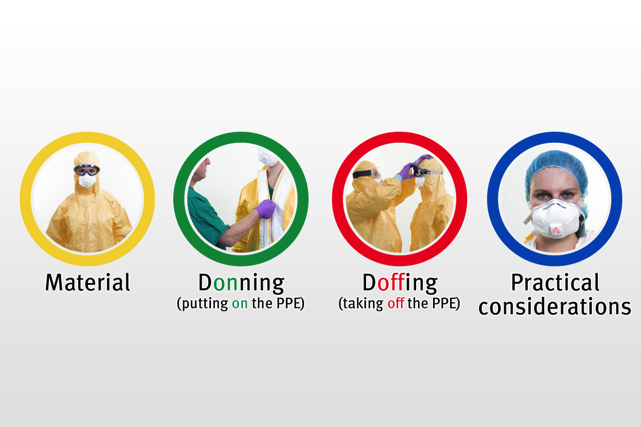 Material
Donning
(putting on the PPE)
Doffing
(taking off the PPE)
Practical
considerations